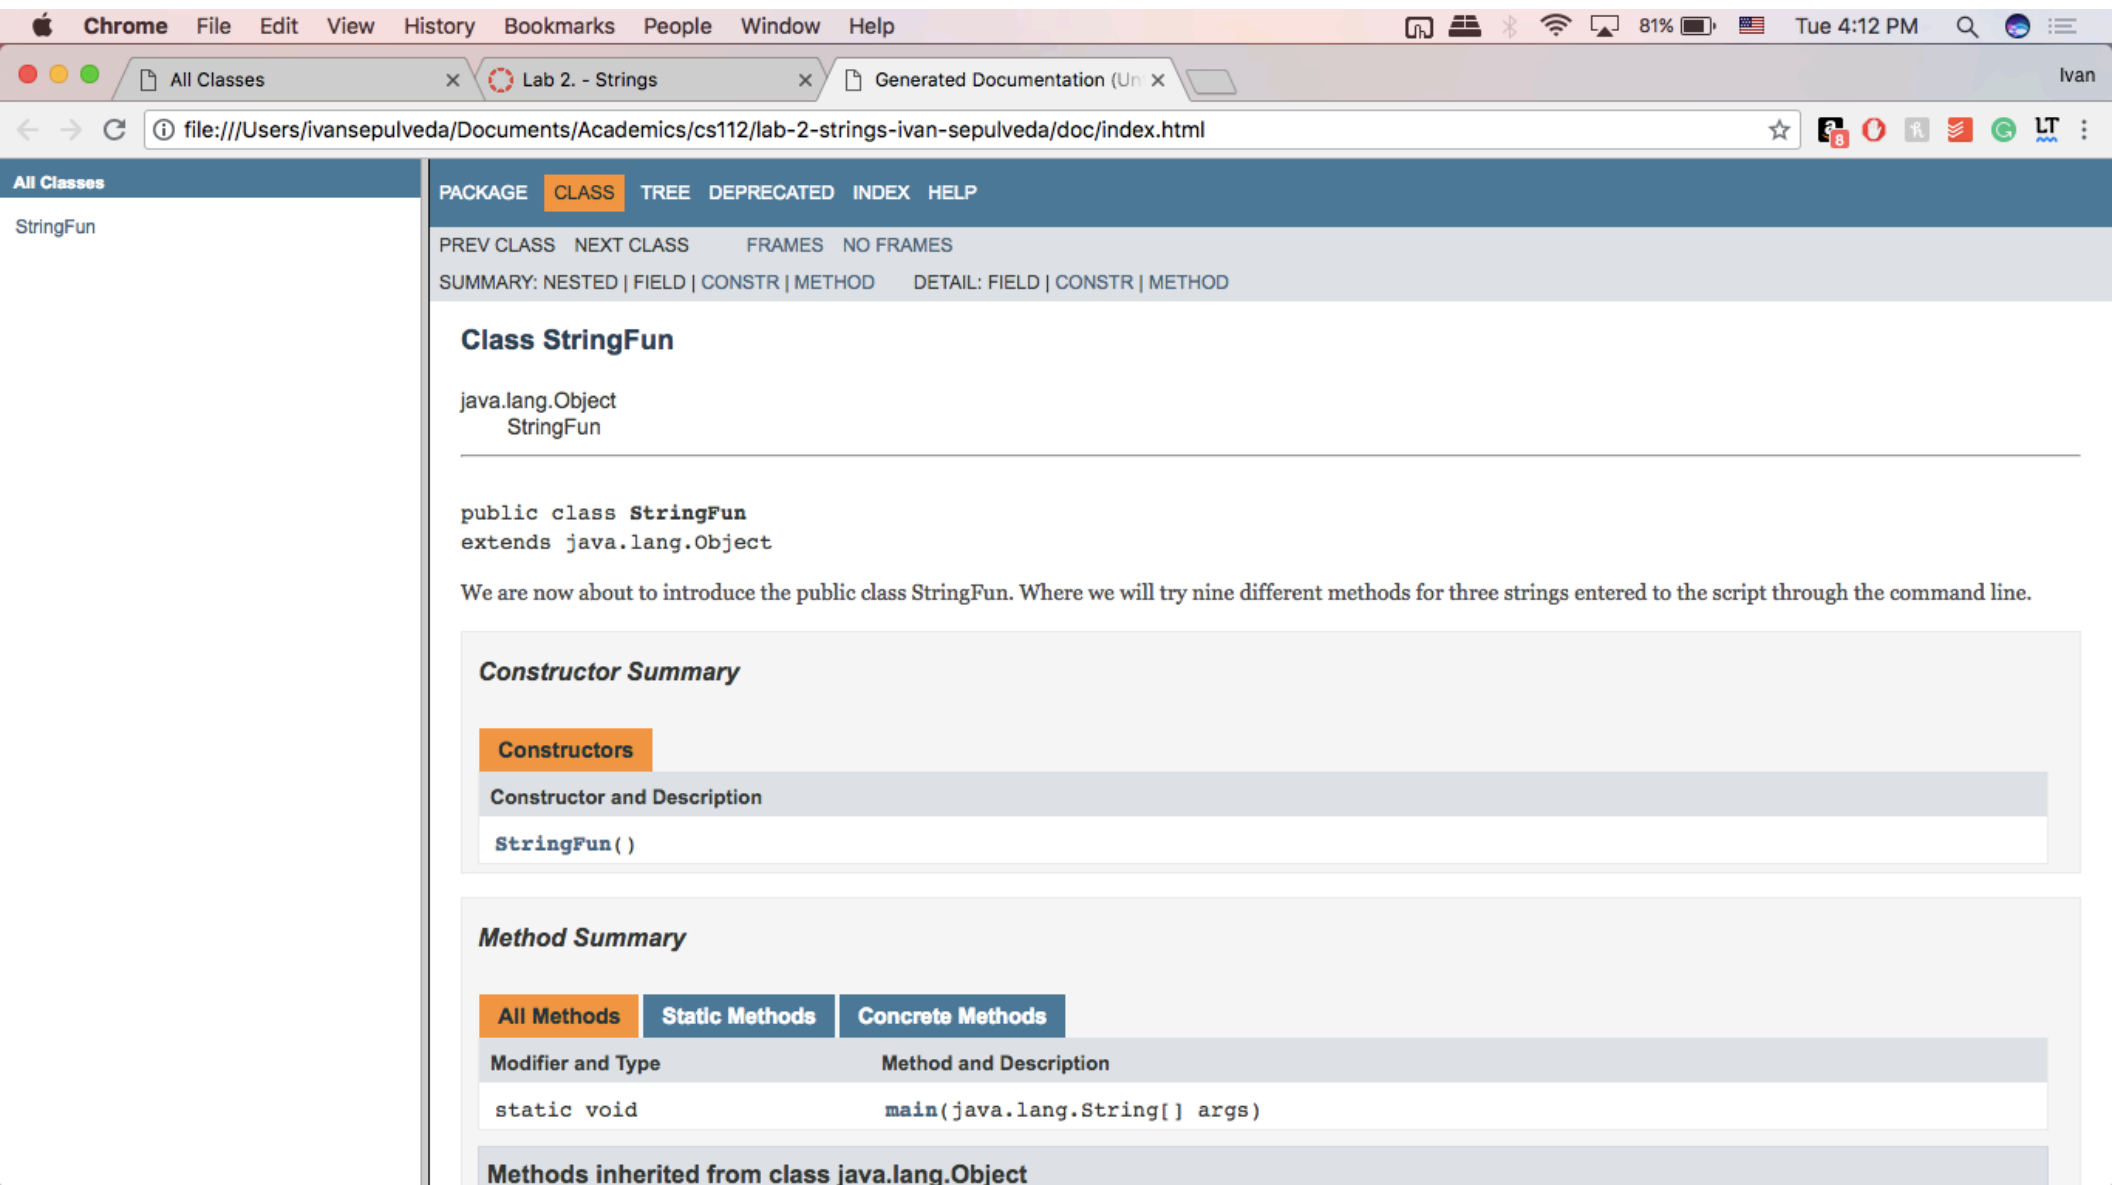 Chrome File Edit View History Bookmarks People Window Help 81% Tue 4:12 PM
All Classes Lab 2. - Strings Generated Documentation (Un Ivan
file:///Users/ivansepulveda/Documents/Academics/cs112/lab-2-strings-ivan-sepulveda/doc/index.html 8 LT
All Classes
StringFun
PACKAGE CLASS TREE DEPRECATED INDEX HELP
PREV CLASS NEXT CLASS FRAMES NO FRAMES
SUMMARY: NESTED | FIELD | CONSTR | METHOD DETAIL: FIELD | CONSTR | METHOD
Class StringFun
java.lang.Object
StringFun
public class StringFun
extends java.lang.Object
We are now about to introduce the public class StringFun. Where we will try nine different methods for three strings entered to the script through the command line.
Constructor Summary
Constructors
Constructor and Description
StringFun()
Method Summary
All Methods Static Methods Concrete Methods
Modifier and Type Method and Description
static void main(java.lang.String[] args)
Methods inherited from class java.lang.Object